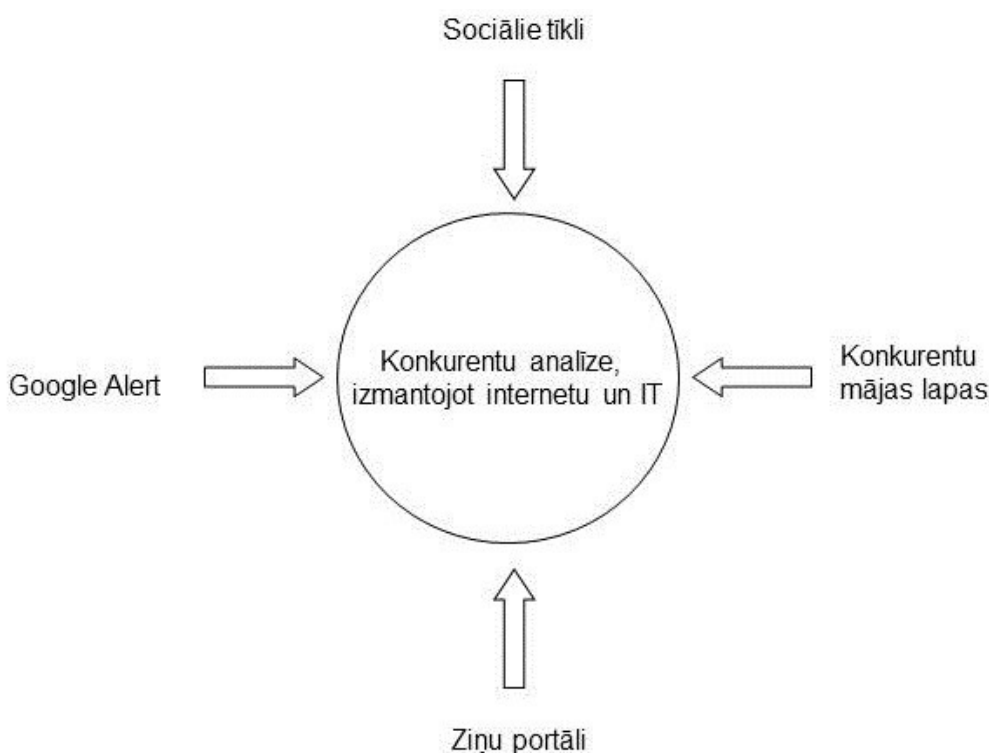 Sociālie tīkli
Google Alert
Konkurentu analīze,
izmantojot internetu un IT
Konkurentu
mājas lapas
Ziņu portāli